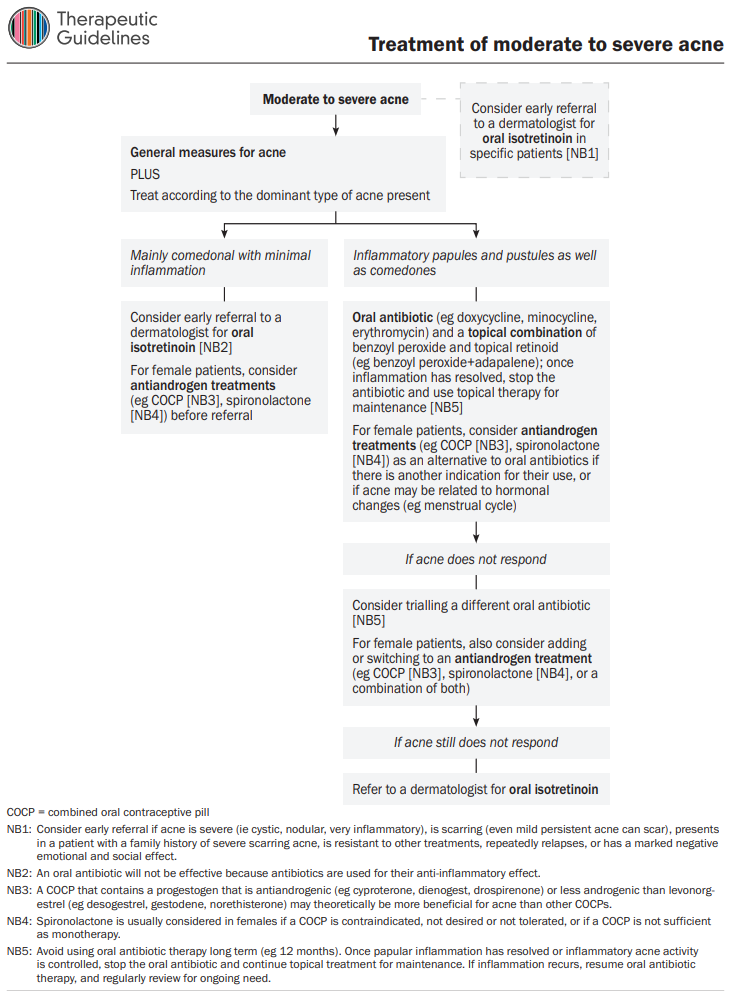 Therapeutic
Guidelines
Treatment of moderate to severe acne
Moderate to severe acne
Consider early referral
to a dermatologist for
oral isotretinoin in
specific patients [NB1]
General measures for acne
PLUS
Treat according to the dominant type of acne present
Mainly comedonal with minimal
inflammation
Consider early referral to a
dermatologist for oral
isotretinoin [NB2]
For female patients, consider
antiandrogen treatments
(eg COCP [NB3], spironolactone
[NB4]) before referral
Inflammatory papules and pustules as well
as comedones
Oral antibiotic (eg doxycycline, minocycline,
erythromycin) and a topical combination of
benzoyl peroxide and topical retinoid
(eg benzoyl peroxide+adapalene); once
inflammation has resolved, stop the
antibiotic and use topical therapy for
maintenance [NB5]
For female patients, consider antiandrogen
treatments (eg COCP [NB3], spironolactone
[NB4]) as an alternative to oral antibiotics if
there is another indication for their use, or
if acne may be related to hormonal
changes (eg menstrual cycle)
If acne does not respond
Consider trialling a different oral antibiotic
[NB5]
For female patients, also consider adding
or switching to an antiandrogen treatment
(eg COCP [NB3], spironolactone [NB4], or a
combination of both)
If acne still does not respond
Refer to a dermatologist for oral isotretinoin
COCP = combined oral contraceptive pill
NB1: Consider early referral if acne is severe (ie cystic, nodular, very inflammatory), is scarring (even mild persistent acne can scar), presents
in a patient with a family history of severe scarring acne, is resistant to other treatments, repeatedly relapses, or has a marked negative
emotional and social effect.
NB2: An oral antibiotic will not be effective because antibiotics are used for their anti-inflammatory effect.
NB3: A COCP that contains a progestogen that is antiandrogenic (eg cyproterone, dienogest, drospirenone) or less androgenic than levonorg-
estrel (eg desogestrel, gestodene, norethisterone) may theoretically be more beneficial for acne than other COCPs.
NB4: Spironolactone is usually considered in females if a COCP is contraindicated, not desired or not tolerated, or if a COCP is not sufficient
as monotherapy.
NB5: Avoid using oral antibiotic therapy long term (eg 12 months). Once papular inflammation has resolved or inflammatory acne activity
is controlled, stop the oral antibiotic and continue topical treatment for maintenance. If inflammation recurs, resume oral antibiotic
therapy, and regularly review for ongoing need.